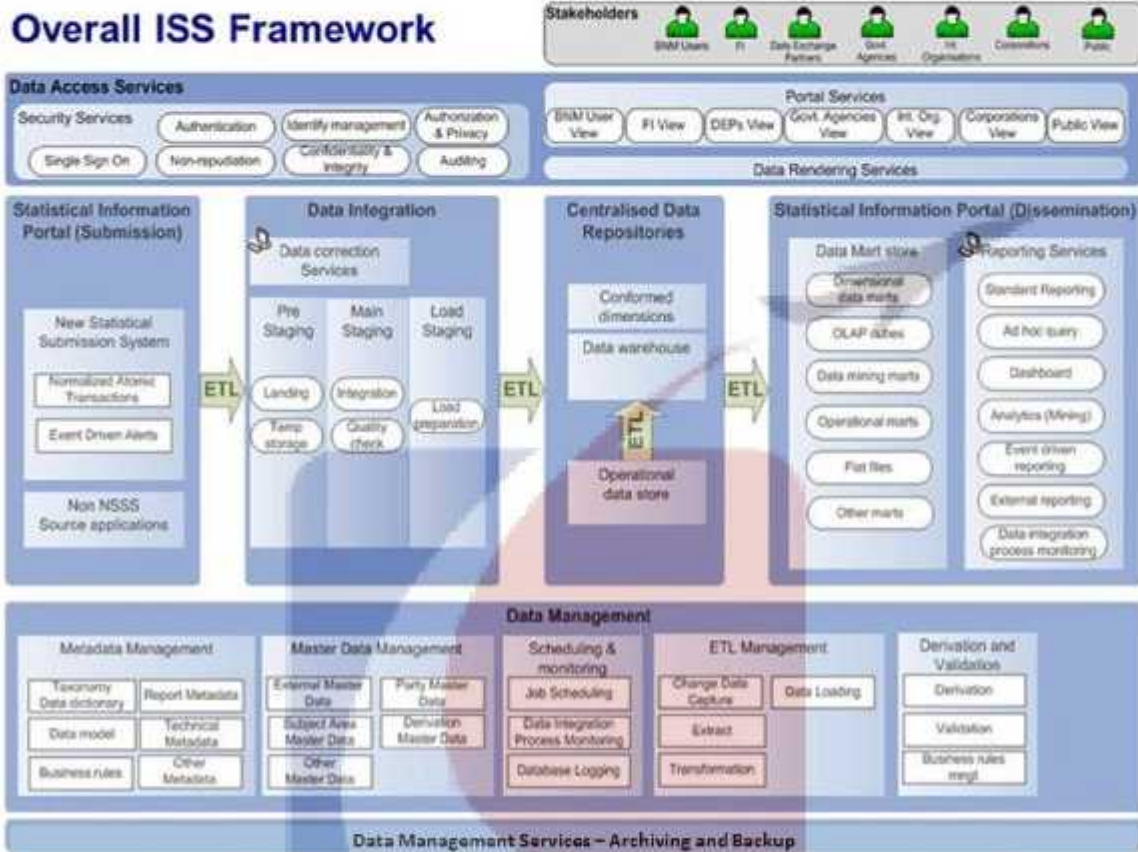 Overall ISS Framework
Stakeholders
BNM Users
FI
Data Exchange
Partners
Govt.
Agencies
Int.
Organisations
Corporations
Public
Data Access Services
Security Services
Authentication
Identify management
Authorization
& Privacy
Single Sign On
Non-repudiation
Confidentiality &
Integrity
Auditing
Portal Services
BNM User
View
FI View
DEPs View
Govt. Agencies
View
Int. Org.
View
Corporations
View
Public View
Data Rendering Services
Statistical Information
Portal (Submission)
New Statistical
Submission System
Normalized Atomic
Transactions
Event Driven Alerts
Non NSSS
Source applications
ETL
Data Integration
Data correction
Services
Pre
Staging
Landing
Temp
storage
Main
Staging
Integration
Quality
check
Load
Staging
Load
preparation
ETL
Centralised Data
Repositories
Conformed
dimensions
Data warehouse
ETL
Operational
data store
ETL
Statistical Information Portal (Dissemination)
Data Mart store
Dimensional
data marts
OLAP cubes
Data mining marts
Operational marts
Flat files
Other marts
Reporting Services
Standard Reporting
Ad hoc query
Dashboard
Analytics (Mining)
Event driven
reporting
External reporting
Data integration
process monitoring
Data Management
Metadata Management
Taxonomy
Data dictionary
Report Metadata
Data model
Technical
Metadata
Business rules
Other
Metadata
Master Data Management
External Master
Data
Party Master
Data
Subject Area
Master Data
Derivation
Master Data
Other
Master Data
Scheduling &
monitoring
Job Scheduling
Data Integration
Process Monitoring
Database Logging
ETL Management
Change Data
Capture
Data Loading
Extract
Transformation
Derivation and
Validation
Derivation
Validation
Business rules
mngt
Data Management Services – Archiving and Backup